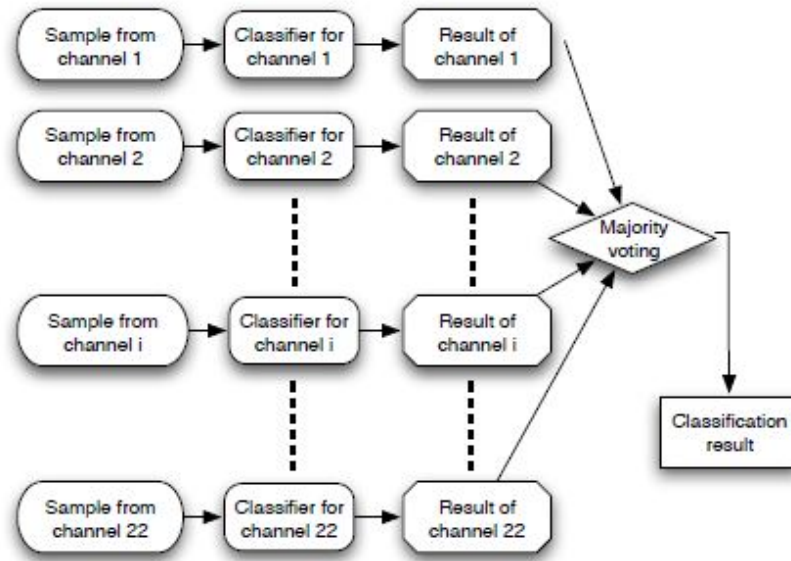 Sample from
channel 1
Classifier for
channel 1
Result of
channel 1
Sample from
channel 2
Classifier for
channel 2
Result of
channel 2
Majority
voting
Sample from
channel i
Classifier for
channel i
Result of
channel i
Classification
result
Sample from
channel 22
Classifier for
channel 22
Result of
channel 22